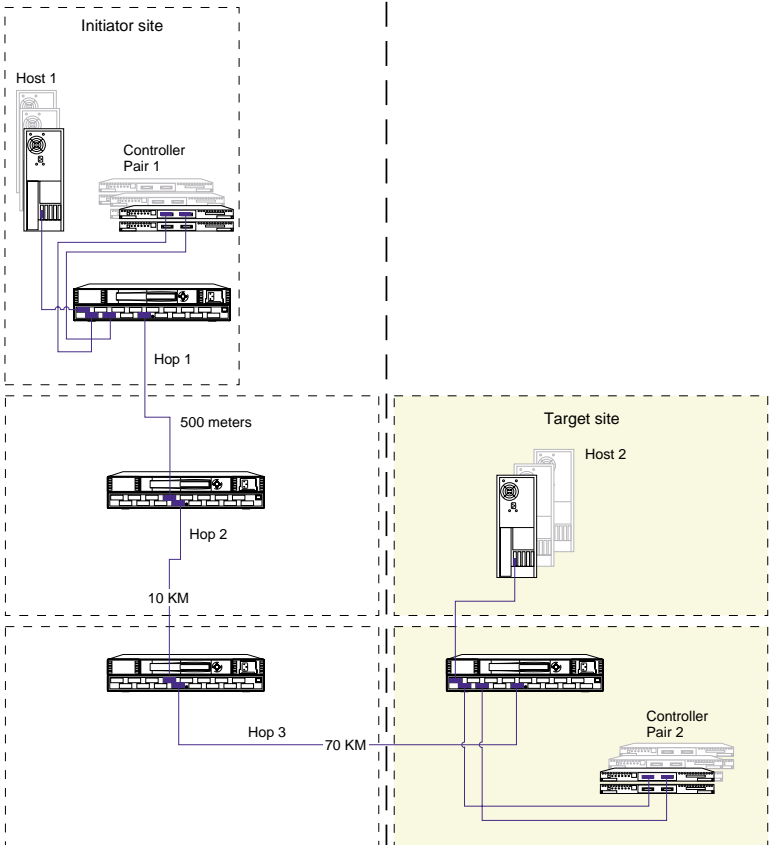 Initiator site
Host 1
Controller
Pair 1
Hop 1
500 meters
Target site
Host 2
Hop 2
10 KM
Hop 3
70 KM
Controller
Pair 2